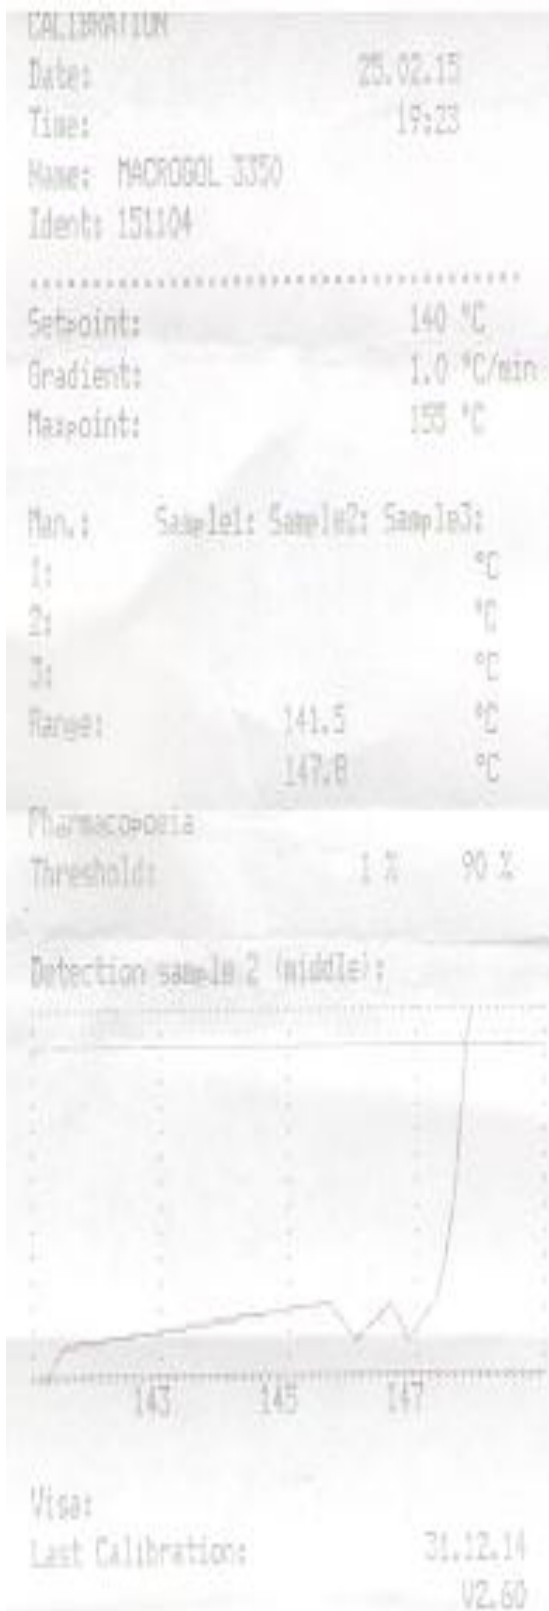 CALIBRATION
Date: 25.02.15
Time: 19:23
Name: MACROGOL 3350
Ident: 151104
Setpoint: 140 °C
Gradient: 1.0 °C/min
Maxpoint: 155 °C
Man.: Sample1: Sample2: Sample3:
1: °C
2: °C
3: °C
Range: 141.5 °C
147.8 °C
Pharmacopoeia
Threshold: 1 % 90 %
Detection sample 2 (middle):
143 145 147
Visa:
Last Calibration: 31.12.14
V2.60